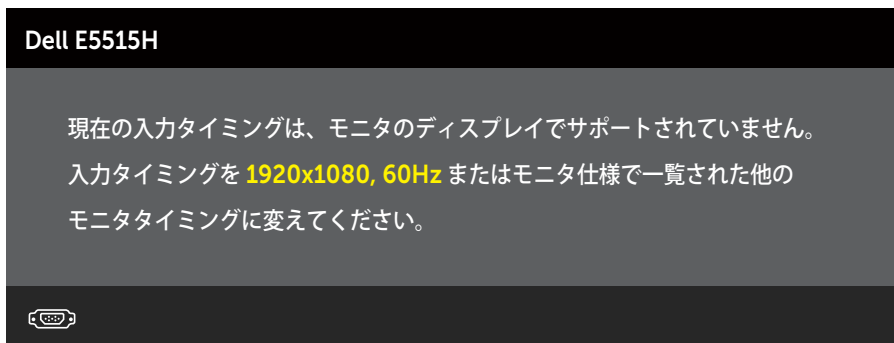 Dell E5515H
現在の入力タイミングは、モニタのディスプレイでサポートされていません。
入力タイミングを 1920x1080, 60Hz またはモニタ仕様で一覧された他の
モニタタイミングに変えてください。